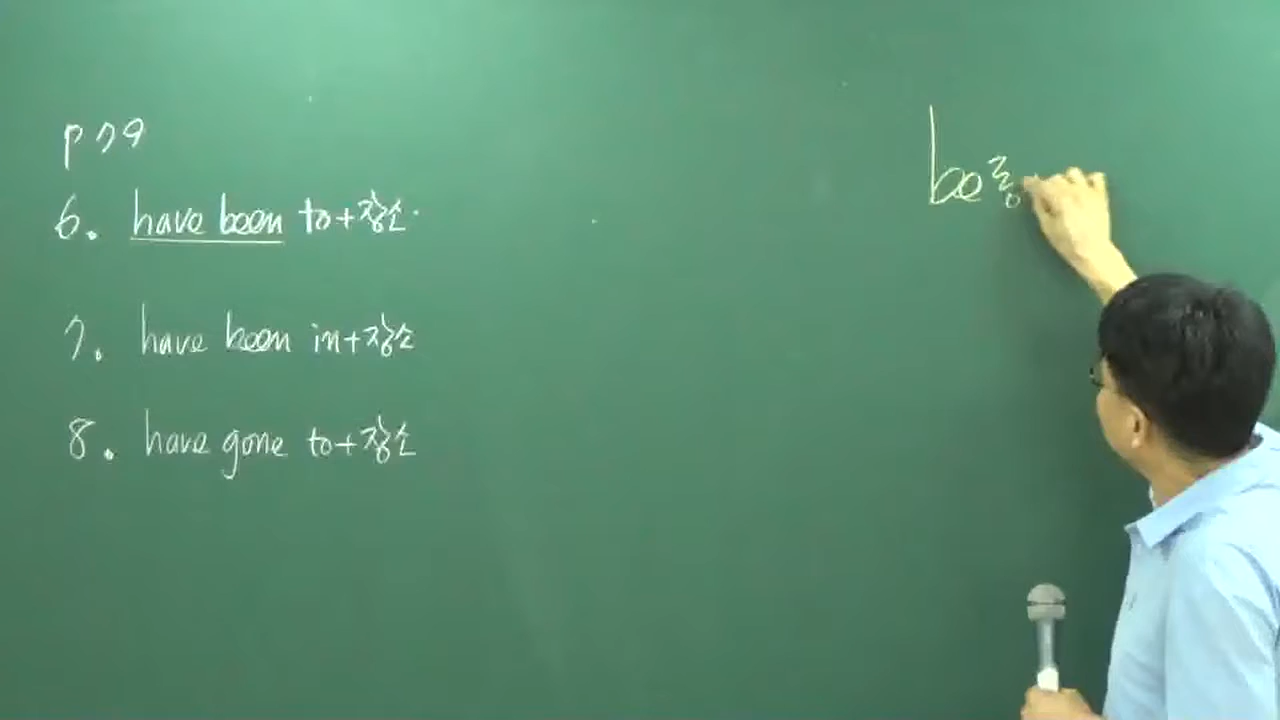 p 79
6. have been to+장소.
7. have been in+장소
8. have gone to+장소
be동